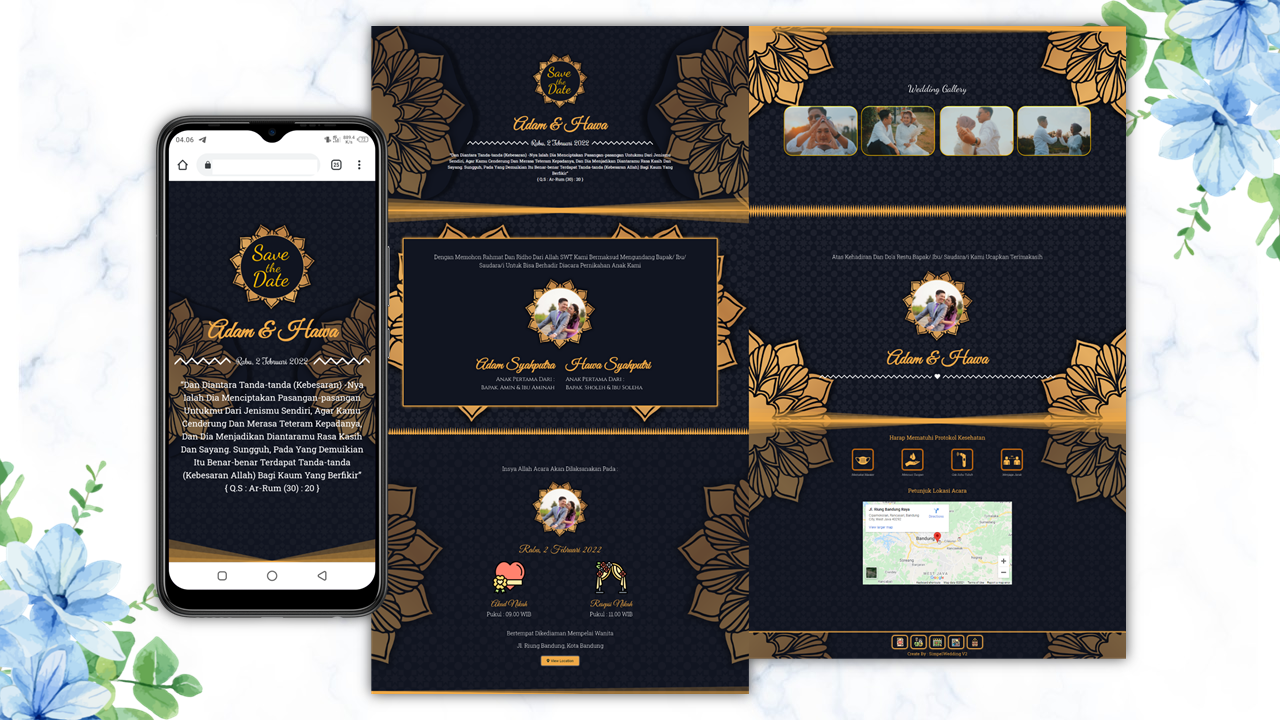 04.06
25
Save
the
Date
Adam & Hawa
Rabu, 2 Februari 2022
"Dan Diantara Tanda-tanda (Kebesaran) -Nya
Ialah Dia Menciptakan Pasangan-pasangan
Untukmu Dari Jenismu Sendiri, Agar Kamu
Cenderung Dan Merasa Teteram Kepadanya,
Dan Dia Menjadikan Diantaramu Rasa Kasih
Dan Sayang. Sungguh, Pada Yang Demuikian
Itu Benar-benar Terdapat Tanda-tanda
(Kebesaran Allah) Bagi Kaum Yang Berfikir"
{ Q.S : Ar-Rum (30) : 20 }
Save
the
Date
Adam & Hawa
Rabu, 2 Februari 2022
"Dan Diantara Tanda-tanda (Kebesaran) -Nya Ialah Dia Menciptakan Pasangan-pasangan Untukmu Dari Jenismu
Sendiri, Agar Kamu Cenderung Dan Merasa Teteram Kepadanya, Dan Dia Menjadikan Diantaramu Rasa Kasih Dan
Sayang. Sungguh, Pada Yang Demuikian Itu Benar-benar Terdapat Tanda-tanda (Kebesaran Allah) Bagi Kaum Yang
Berfikir"
{ Q.S : Ar-Rum (30) : 20 }
Dengan Memohon Rahmat Dan Ridho Dari Allah SWT Kami Bermaksud Mengundang Bapak/ Ibu/
Saudara/i Untuk Bisa Berhadir Diacara Pernikahan Anak Kami
Adam Syahputra
Hawa Syahputri
Anak Pertama Dari :
Bapak Amin & Ibu Aminah
Anak Pertama Dari :
Bapak Sholeh & Ibu Soleha
Insya Allah Acara Akan Dilaksanakan Pada :
Rabu, 2 Februari 2022
Akad Nikah
Pukul : 09.00 WIB
Resepsi Nikah
Pukul : 11.00 WIB
Bertempat Dikediaman Mempelai Wanita
Jl. Riung Bandung, Kota Bandung
View Location
Wedding Gallery
Atas Kehadiran Dan Do'a Restu Bapak/ Ibu/ Saudara/i Kami Ucapkan Terimakasih
Adam & Hawa
Harap Mematuhi Protokol Kesehatan
Petunjuk Lokasi Acara
Jl. Riung Bandung Raya
Directions
View larger map
Bandung
WEST JAVA
Google
Create By : SimpelWedding V2